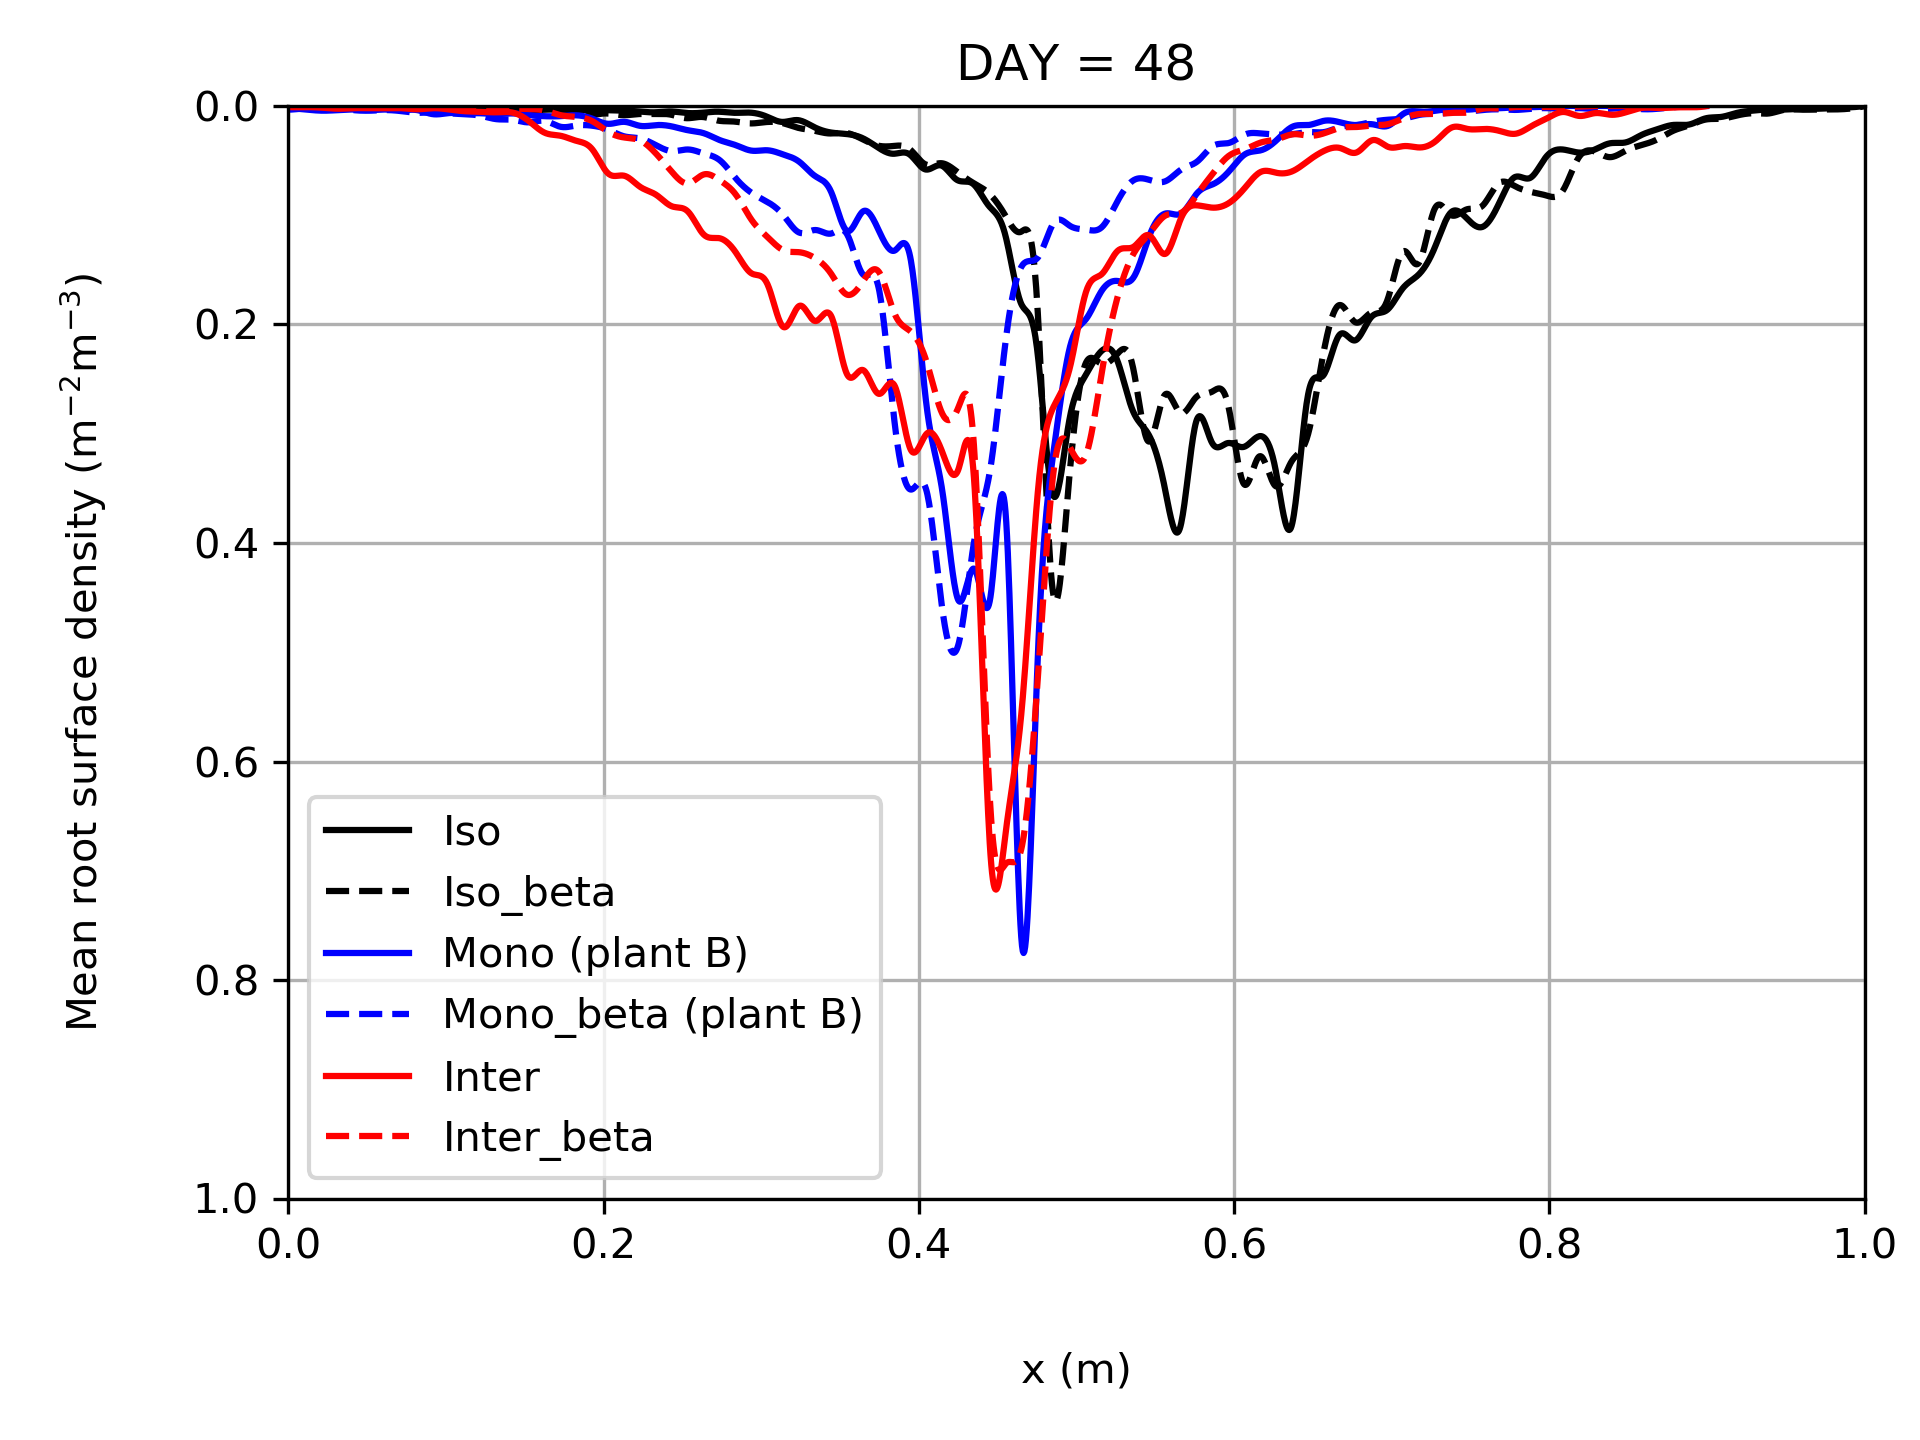 DAY = 48
Mean root surface density (m⁻²m⁻³)
0.0
0.2
0.4
0.6
0.8
1.0
Iso
Iso_beta
Mono (plant B)
Mono_beta (plant B)
Inter
Inter_beta
0.0 0.2 0.4 0.6 0.8 1.0
x (m)